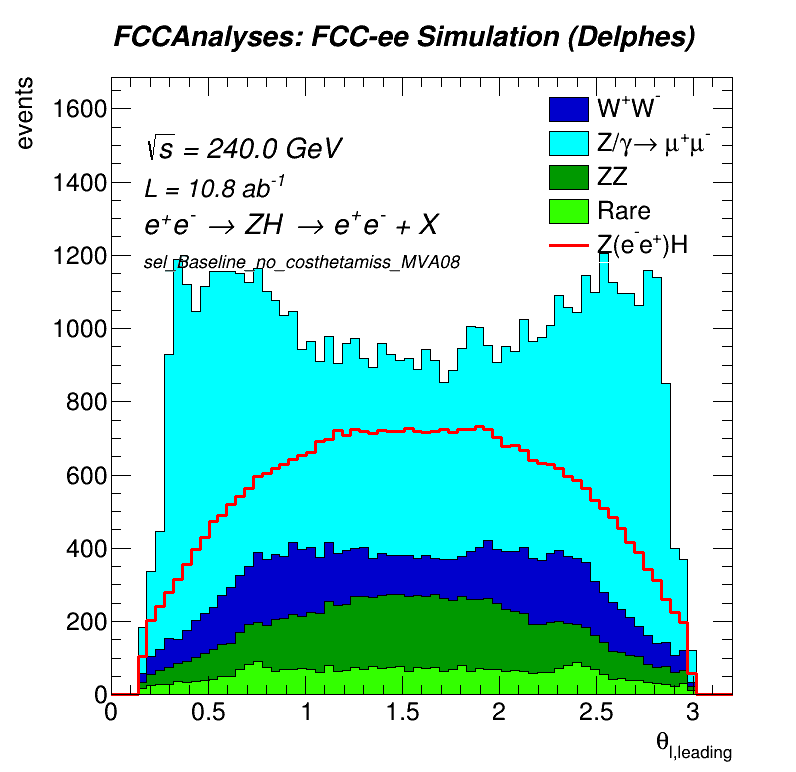 FCCAnalyses: FCC-ee Simulation (Delphes)
events
√s = 240.0 GeV
L = 10.8 ab⁻¹
e⁺e⁻ → ZH → e⁺e⁻ + X
sel_Baseline_no_costhetamiss_MVA08
W⁺W⁻
Z/γ→ μ⁺μ⁻
ZZ
Rare
Z(e⁻e⁺)H
1600
1400
1200
1000
800
600
400
200
0
0 0.5 1 1.5 2 2.5 3
θl,leading